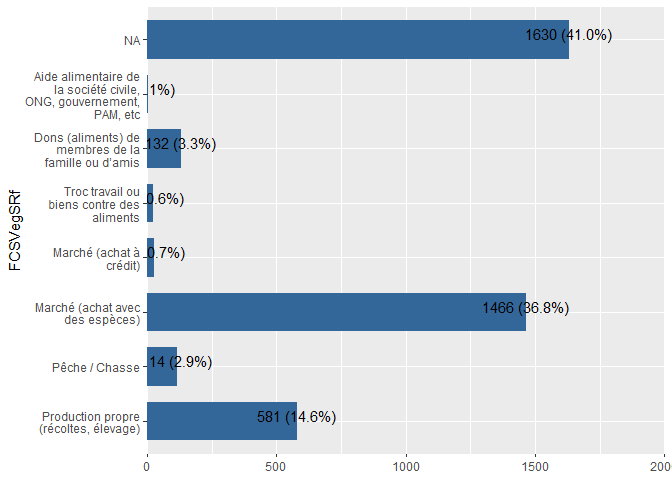 NA
1630 (41.0%)
Aide alimentaire de
la société civile,
ONG, gouvernement,
PAM, etc
1%)
Dons (aliments) de
membres de la
famille ou d'amis
132 (3.3%)
Troc travail ou
biens contre des
aliments
0.6%)
Marché (achat à
crédit)
0.7%)
Marché (achat avec
des espèces)
1466 (36.8%)
Pêche / Chasse
14 (2.9%)
Production propre
(récoltes, élevage)
581 (14.6%)
FCSVegSRf
0
500
1000
1500
200